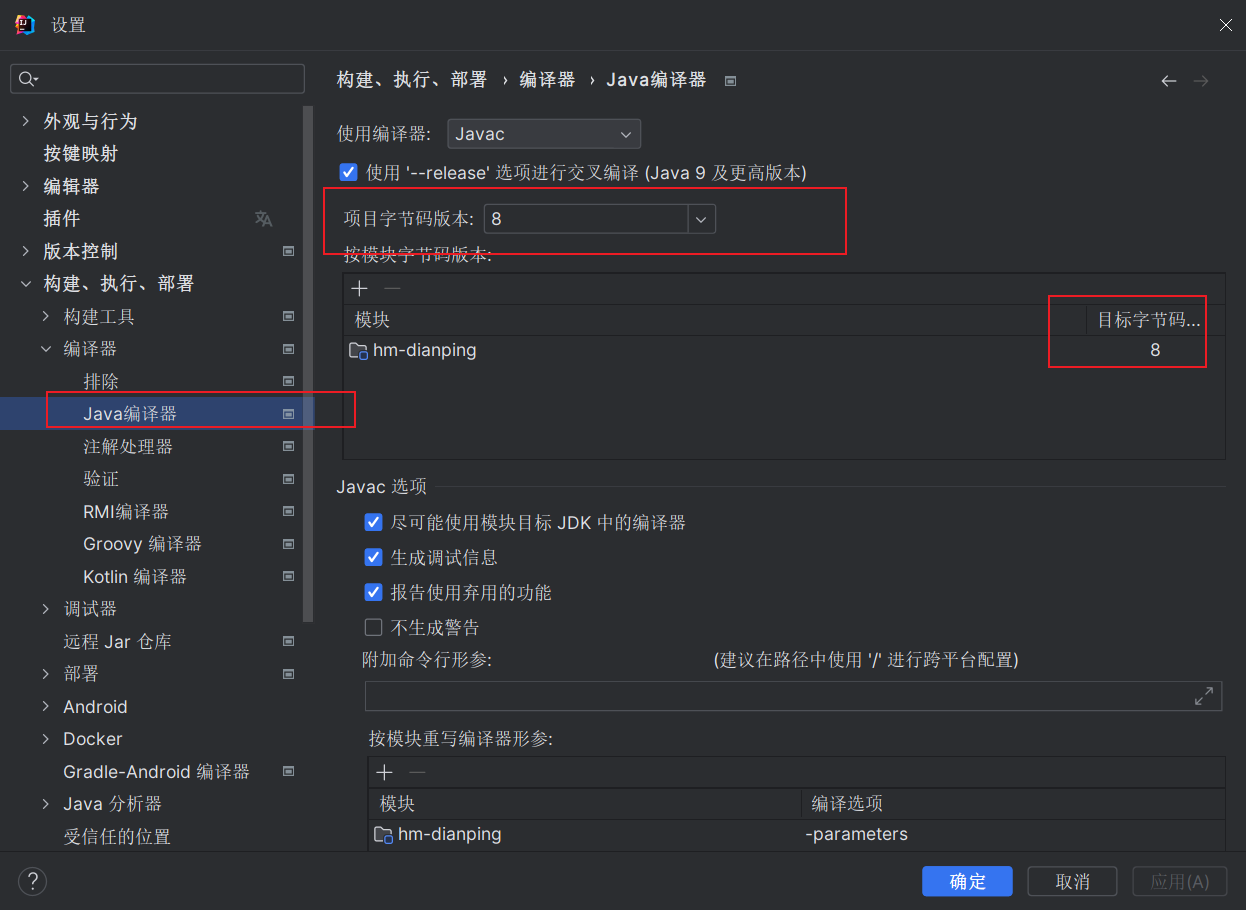 设置
外观与行为
按键映射
编辑器
插件
版本控制
构建、执行、部署
构建工具
编译器
排除
Java编译器
注解处理器
验证
RMI编译器
Groovy 编译器
Kotlin 编译器
调试器
远程 Jar 仓库
部署
Android
Docker
Gradle-Android 编译器
Java 分析器
受信任的位置
构建、执行、部署 › 编译器 › Java编译器
使用编译器: Javac
使用 '--release' 选项进行交叉编译 (Java 9 及更高版本)
项目字节码版本: 8
按模块字节码版本:
模块 目标字节码...
hm-dianping 8
Javac 选项
尽可能使用模块目标 JDK 中的编译器
生成调试信息
报告使用弃用的功能
不生成警告
附加命令行形参: (建议在路径中使用 '/' 进行跨平台配置)
按模块重写编译器形参:
模块 编译选项
hm-dianping -parameters
? 确定 取消 应用(A)